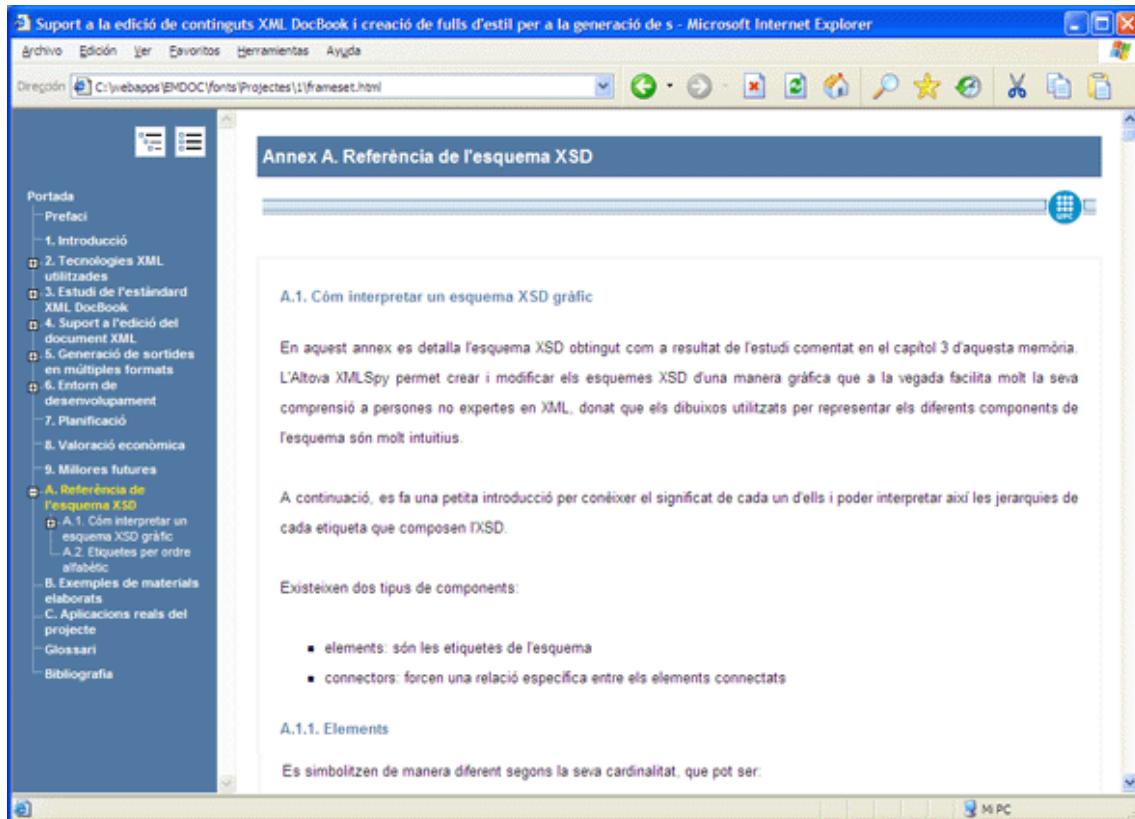 Suport a la edició de continguts XML DocBook i creació de fulls d'estil per a la generació de s - Microsoft Internet Explorer
Archivo Edición Ver Favoritos Herramientas Ayuda
Dirección C:\webapps\EMDOC\fonts\Projectes\1\frameset.html
Portada
Prefaci
1. Introducció
2. Tecnologies XML
utilitzades
3. Estudi de l'estàndard
XML DocBook
4. Suport a l'edició del
document XML
5. Generació de sortides
en múltiples formats
6. Entorn de
desenvolupament
7. Planificació
8. Valoració econòmica
9. Millores futures
A. Referència de
l'esquema XSD
A.1. Cóm interpretar un
esquema XSD gràfic
A.2. Etiquetes per ordre
alfabètic
B. Exemples de materials
elaborats
C. Aplicacions reals del
projecte
Glossari
Bibliografia
Annex A. Referència de l'esquema XSD
UPC
A.1. Cóm interpretar un esquema XSD gràfic
En aquest annex es detalla l'esquema XSD obtingut com a resultat de l'estudi comentat en el capítol 3 d'aquesta memòria.
L'Altova XMLSpy permet crear i modificar els esquemes XSD d'una manera gràfica que a la vegada facilita molt la seva
comprensió a persones no expertes en XML, donat que els dibuixos utilitzats per representar els diferents components de
l'esquema són molt intuitius.
A continuació, es fa una petita introducció per conèixer el significat de cada un d'ells i poder interpretar així les jerarquies de
cada etiqueta que composen l'XSD.
Existeixen dos tipus de components:
elements: són les etiquetes de l'esquema
connectors: forcen una relació específica entre els elements connectats
A.1.1. Elements
Es simbolitzen de manera diferent segons la seva cardinalitat, que pot ser:
Mi PC